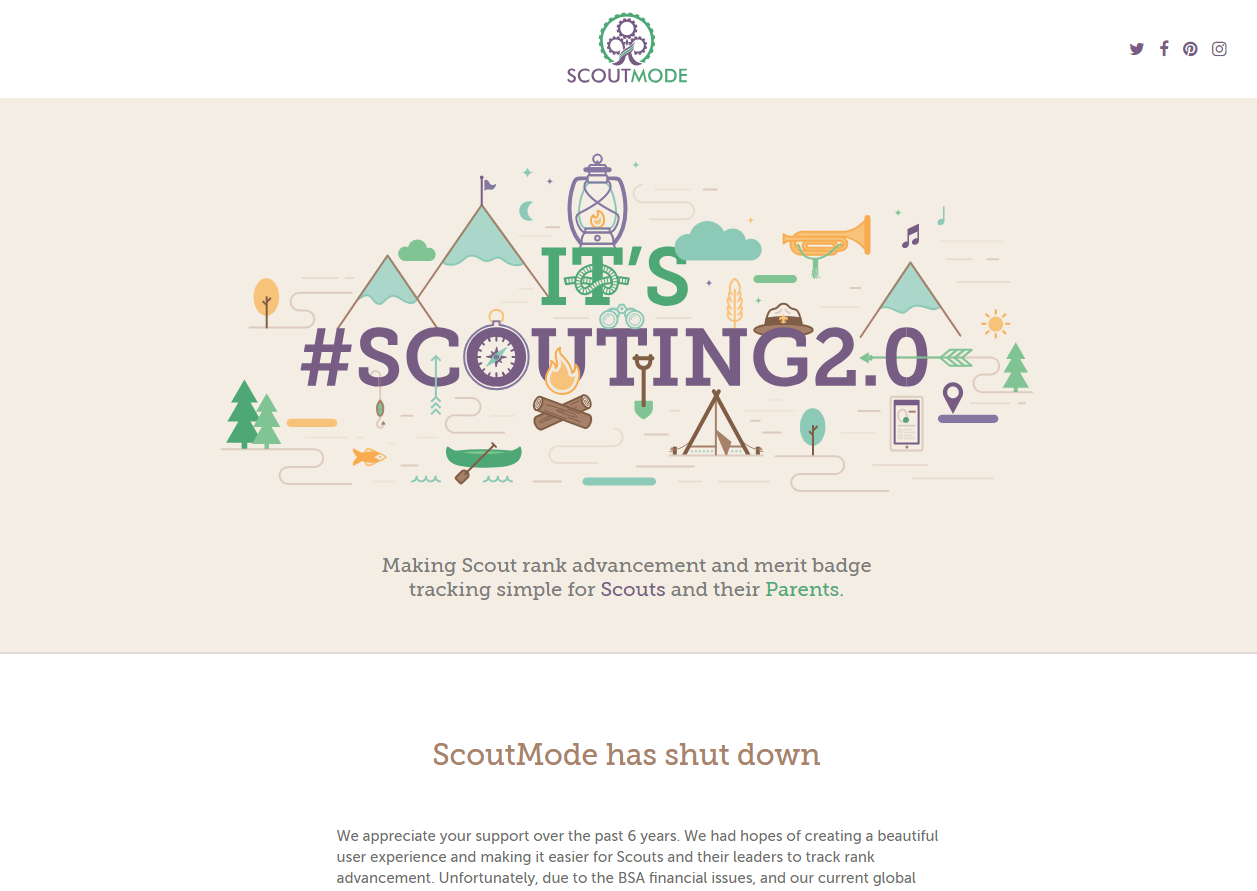 SCOUTMODE
IT'S
#SCOUTING2.0
Making Scout rank advancement and merit badge
tracking simple for Scouts and their Parents.
ScoutMode has shut down
We appreciate your support over the past 6 years. We had hopes of creating a beautiful
user experience and making it easier for Scouts and their leaders to track rank
advancement. Unfortunately, due to the BSA financial issues, and our current global